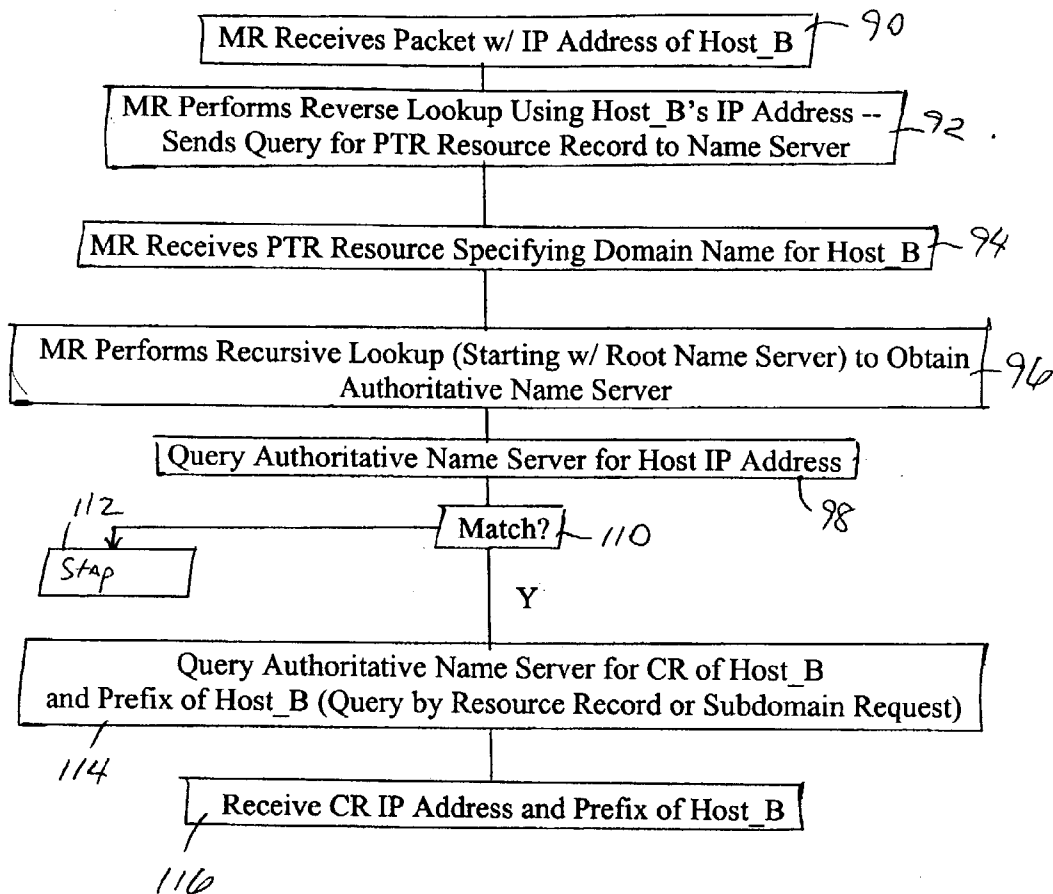 MR Receives Packet w/ IP Address of Host_B
90
MR Performs Reverse Lookup Using Host_B's IP Address --
Sends Query for PTR Resource Record to Name Server
92
MR Receives PTR Resource Specifying Domain Name for Host_B
94
MR Performs Recursive Lookup (Starting w/ Root Name Server) to Obtain
Authoritative Name Server
96
Query Authoritative Name Server for Host IP Address
98
112
Match?
110
Stop
Y
Query Authoritative Name Server for CR of Host_B
and Prefix of Host_B (Query by Resource Record or Subdomain Request)
114
Receive CR IP Address and Prefix of Host_B
116